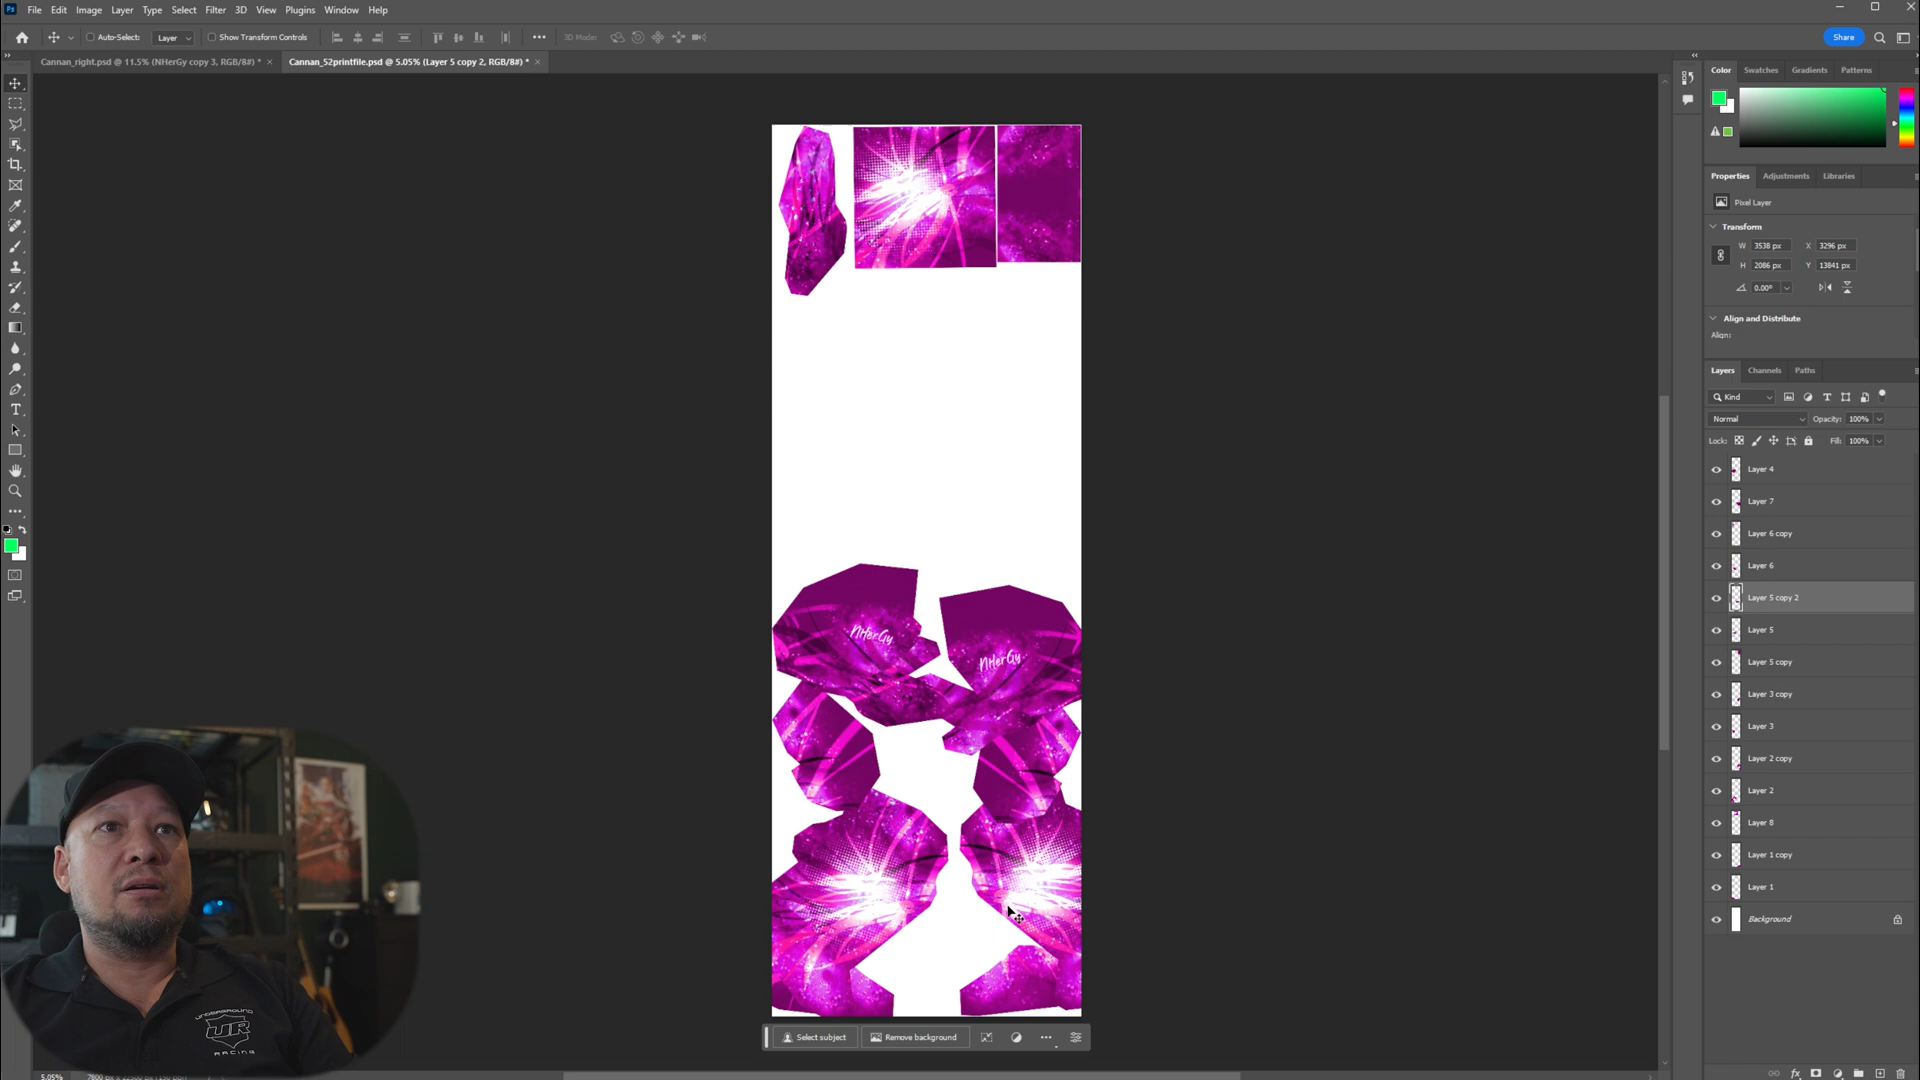 Ps File Edit Image Layer Type Select Filter 3D View Plugins Window Help
Auto-Select: Layer Show Transform Controls 3D Mode: Share
Cannan_right.psd @ 11.5% (NHerGy copy 3, RGB/8#) *
Cannan_52printfile.psd @ 5.05% (Layer 5 copy 2, RGB/8#) *
Color Swatches Gradients Patterns
Properties Adjustments Libraries
Pixel Layer
Transform
W 3538 px X 3296 px
H 2086 px Y 13841 px
0.00°
Align and Distribute
Align:
Layers Channels Paths
Kind
Normal Opacity: 100%
Lock: Fill: 100%
Layer 4
Layer 7
Layer 6 copy
Layer 6
Layer 5 copy 2
Layer 5
Layer 5 copy
Layer 3 copy
Layer 3
Layer 2 copy
Layer 2
Layer 8
Layer 1 copy
Layer 1
Background
NHerGy
NHerGy
Select subject Remove background
UNDERGROUND
UR
RACING
5.05%